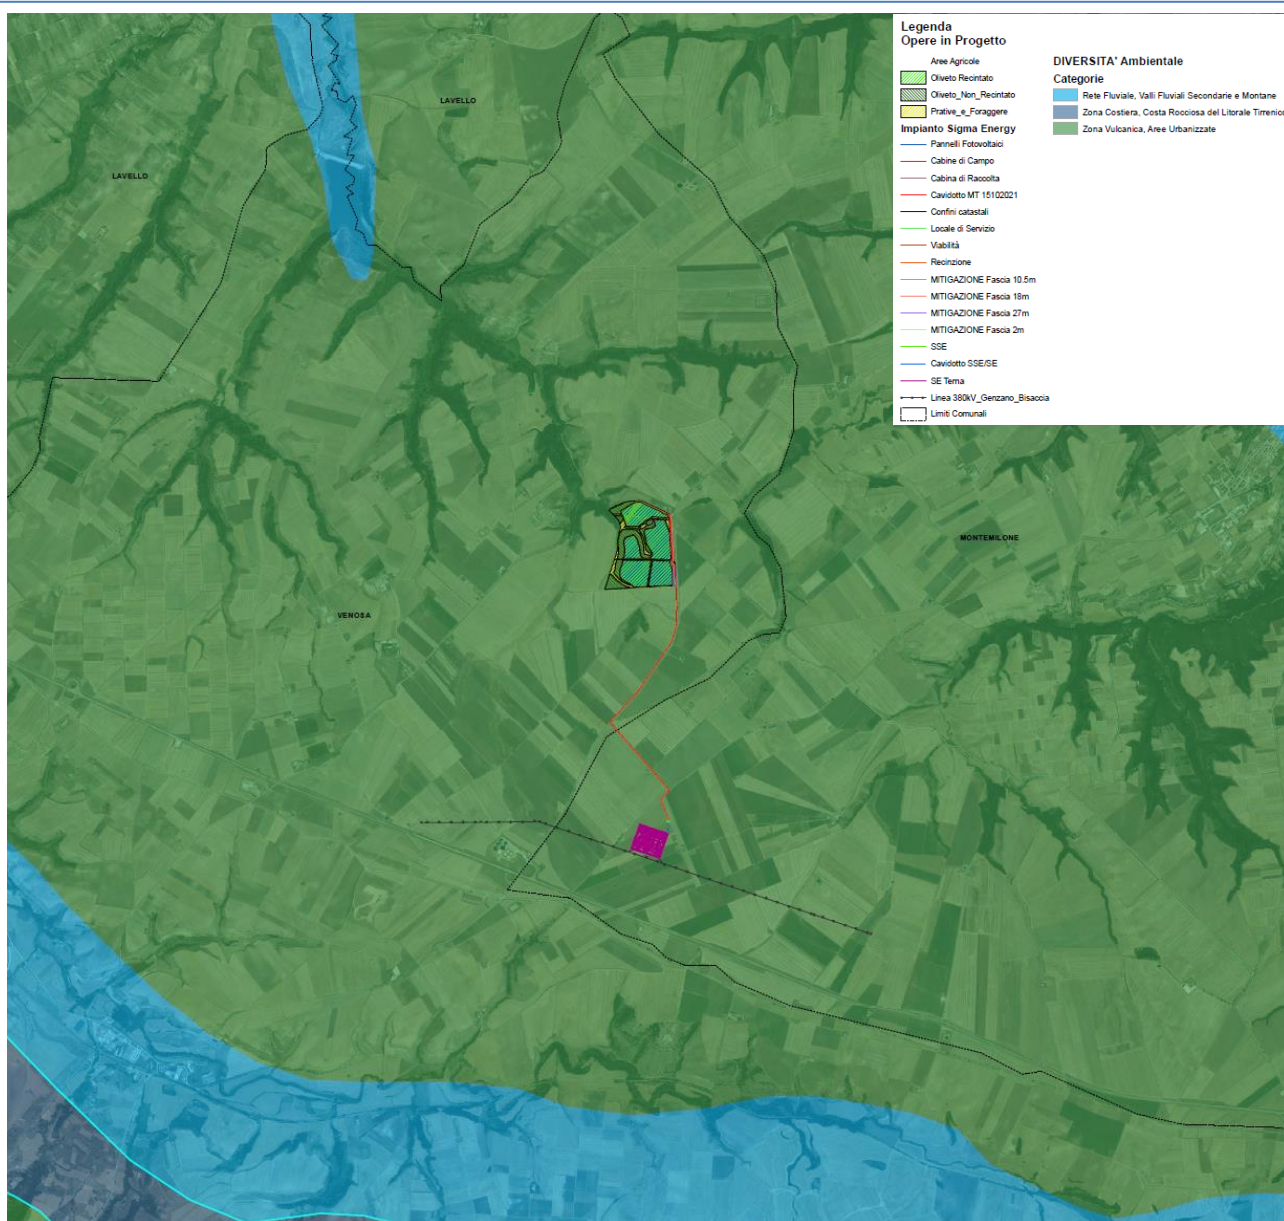 Legenda
Opere in Progetto
Aree Agricole
Oliveto Recintato
Oliveto_Non_Recintato
Prative_e_Foraggere
Impianto Sigma Energy
Pannelli Fotovoltaici
Cabine di Campo
Cabina di Raccolta
Cavidotto MT 15102021
Confini catastali
Locale di Servizio
Viabilità
Recinzione
MITIGAZIONE Fascia 10.5m
MITIGAZIONE Fascia 18m
MITIGAZIONE Fascia 27m
MITIGAZIONE Fascia 2m
SSE
Cavidotto SSE/SE
SE Terna
Linea 380kV_Genzano_Bisaccia
Limiti Comunali
DIVERSITA' Ambientale
Categorie
Rete Fluviale, Valli Fluviali Secondarie e Montane
Zona Costiera, Costa Rocciosa del Litorale Tirrenico
Zona Vulcanica, Aree Urbanizzate
LAVELLO
LAVELLO
MONTEMILONE
VENOSA